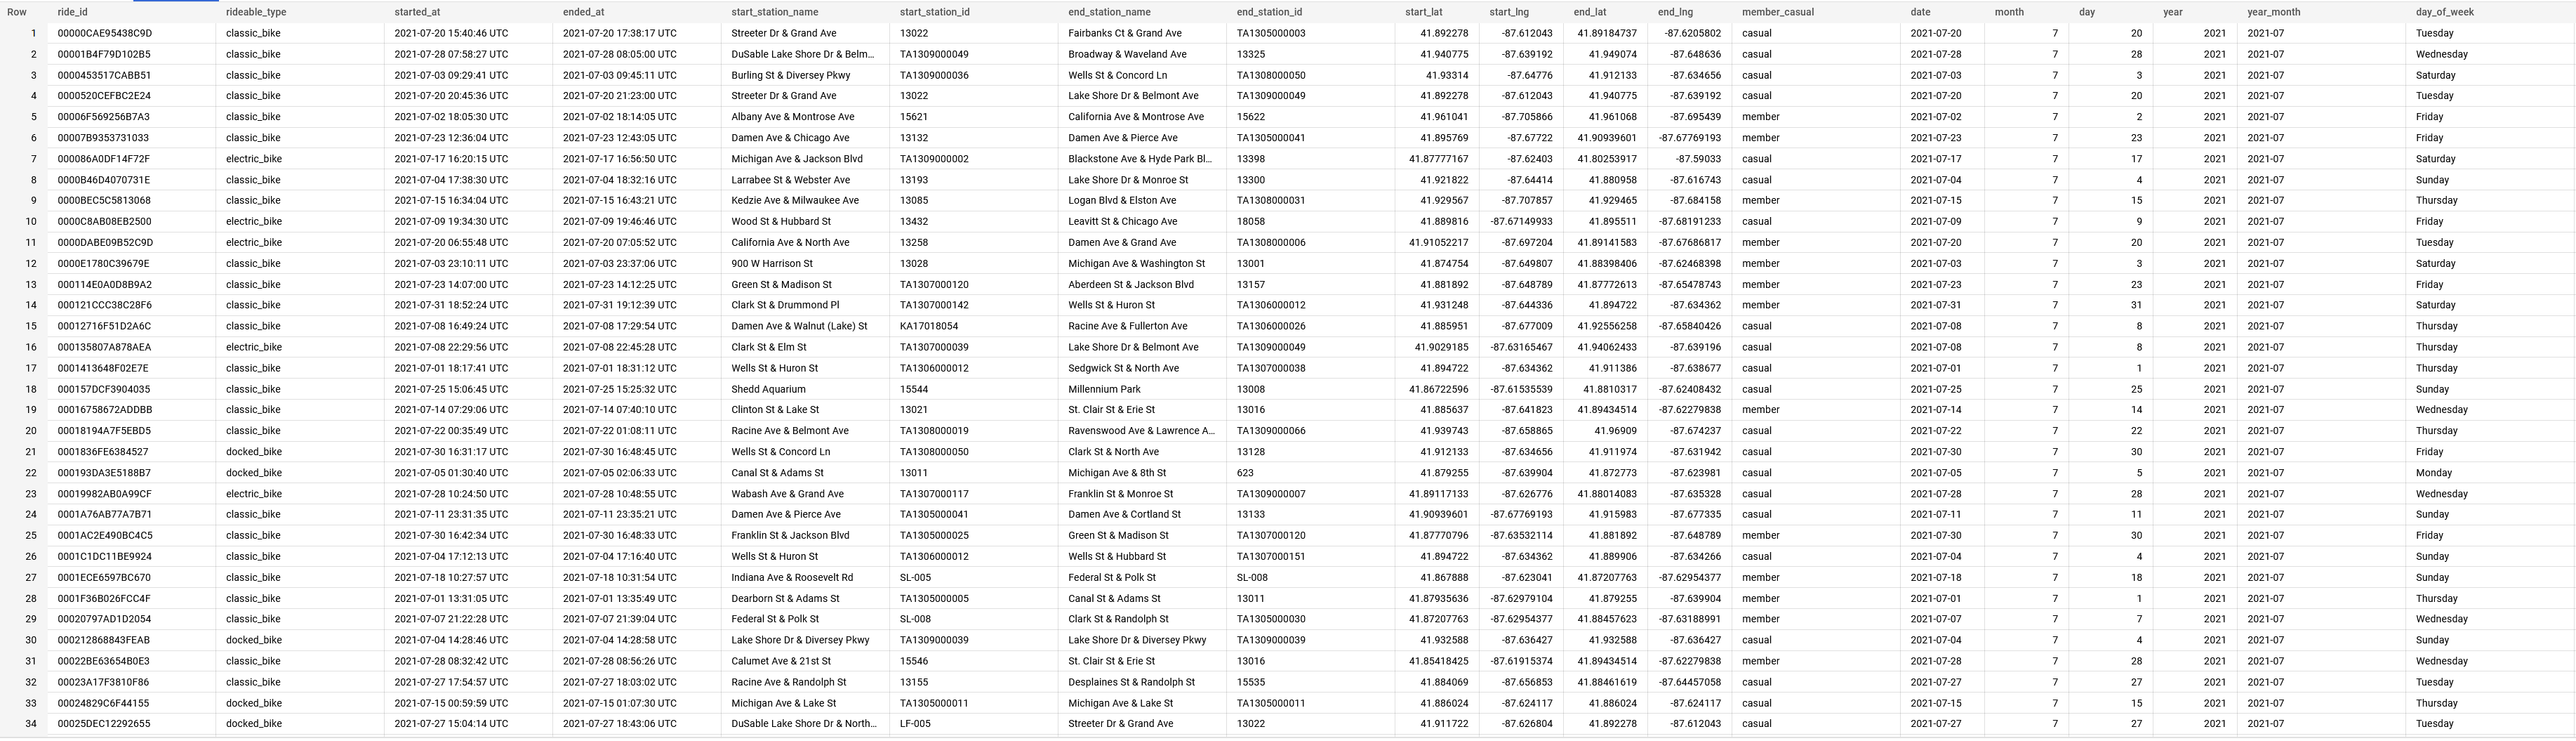 Row ride_id rideable_type started_at ended_at start_station_name start_station_id end_station_name end_station_id start_lat start_lng end_lat end_lng member_casual date month day year year_month day_of_week
1 00000CAE95438C9D classic_bike 2021-07-20 15:40:46 UTC 2021-07-20 17:38:17 UTC Streeter Dr & Grand Ave 13022 Fairbanks Ct & Grand Ave TA1305000003 41.892278 -87.612043 41.89184737 -87.6205802 casual 2021-07-20 7 20 2021 2021-07 Tuesday
2 00001B4F79D102B5 classic_bike 2021-07-28 07:58:27 UTC 2021-07-28 08:05:00 UTC DuSable Lake Shore Dr & Belm... TA1309000049 Broadway & Waveland Ave 13325 41.940775 -87.639192 41.949074 -87.648636 casual 2021-07-28 7 28 2021 2021-07 Wednesday
3 0000453517CABB51 classic_bike 2021-07-03 09:29:41 UTC 2021-07-03 09:45:11 UTC Burling St & Diversey Pkwy TA1309000036 Wells St & Concord Ln TA1308000050 41.93314 -87.64776 41.912133 -87.634656 casual 2021-07-03 7 3 2021 2021-07 Saturday
4 0000520CEFBC2E24 classic_bike 2021-07-20 20:45:36 UTC 2021-07-20 21:23:00 UTC Streeter Dr & Grand Ave 13022 Lake Shore Dr & Belmont Ave TA1309000049 41.892278 -87.612043 41.940775 -87.639192 casual 2021-07-20 7 20 2021 2021-07 Tuesday
5 00006F569256B7A3 classic_bike 2021-07-02 18:05:30 UTC 2021-07-02 18:14:05 UTC Albany Ave & Montrose Ave 15621 California Ave & Montrose Ave 15622 41.961041 -87.705866 41.961068 -87.695439 member 2021-07-02 7 2 2021 2021-07 Friday
6 00007B9353731033 classic_bike 2021-07-23 12:36:04 UTC 2021-07-23 12:43:05 UTC Damen Ave & Chicago Ave 13132 Damen Ave & Pierce Ave TA1305000041 41.895769 -87.67722 41.90939601 -87.67769193 member 2021-07-23 7 23 2021 2021-07 Friday
7 000086A0DF14F72F electric_bike 2021-07-17 16:20:15 UTC 2021-07-17 16:56:50 UTC Michigan Ave & Jackson Blvd TA1309000002 Blackstone Ave & Hyde Park Bl... 13398 41.87777167 -87.62403 41.80253917 -87.59033 casual 2021-07-17 7 17 2021 2021-07 Saturday
8 0000B46D4070731E classic_bike 2021-07-04 17:38:30 UTC 2021-07-04 18:32:16 UTC Larrabee St & Webster Ave 13193 Lake Shore Dr & Monroe St 13300 41.921822 -87.64414 41.880958 -87.616743 casual 2021-07-04 7 4 2021 2021-07 Sunday
9 0000BEC5C5813068 classic_bike 2021-07-15 16:34:04 UTC 2021-07-15 16:43:21 UTC Kedzie Ave & Milwaukee Ave 13085 Logan Blvd & Elston Ave TA1308000031 41.929567 -87.707857 41.929465 -87.684158 member 2021-07-15 7 15 2021 2021-07 Thursday
10 0000C8AB08EB2500 electric_bike 2021-07-09 19:34:30 UTC 2021-07-09 19:46:46 UTC Wood St & Hubbard St 13432 Leavitt St & Chicago Ave 18058 41.889816 -87.67149933 41.895511 -87.68191233 casual 2021-07-09 7 9 2021 2021-07 Friday
11 0000DABE09B52C9D electric_bike 2021-07-20 06:55:48 UTC 2021-07-20 07:05:52 UTC California Ave & North Ave 13258 Damen Ave & Grand Ave TA1308000006 41.91052217 -87.697204 41.89141583 -87.67686817 member 2021-07-20 7 20 2021 2021-07 Tuesday
12 0000E1780C39679E classic_bike 2021-07-03 23:10:11 UTC 2021-07-03 23:37:06 UTC 900 W Harrison St 13028 Michigan Ave & Washington St 13001 41.874754 -87.649807 41.88398406 -87.62468398 member 2021-07-03 7 3 2021 2021-07 Saturday
13 000114E0A0D8B9A2 classic_bike 2021-07-23 14:07:00 UTC 2021-07-23 14:12:25 UTC Green St & Madison St TA1307000120 Aberdeen St & Jackson Blvd 13157 41.881892 -87.648789 41.87772613 -87.65478743 member 2021-07-23 7 23 2021 2021-07 Friday
14 000121CCC38C28F6 classic_bike 2021-07-31 18:52:24 UTC 2021-07-31 19:12:39 UTC Clark St & Drummond Pl TA1307000142 Wells St & Huron St TA1306000012 41.931248 -87.644336 41.894722 -87.634362 member 2021-07-31 7 31 2021 2021-07 Saturday
15 00012716F51D2A6C classic_bike 2021-07-08 16:49:24 UTC 2021-07-08 17:29:54 UTC Damen Ave & Walnut (Lake) St KA17018054 Racine Ave & Fullerton Ave TA1306000026 41.885951 -87.677009 41.92556258 -87.65840426 casual 2021-07-08 7 8 2021 2021-07 Thursday
16 000135807A878AEA electric_bike 2021-07-08 22:29:56 UTC 2021-07-08 22:45:28 UTC Clark St & Elm St TA1307000039 Lake Shore Dr & Belmont Ave TA1309000049 41.9029185 -87.63165467 41.94062433 -87.639196 casual 2021-07-08 7 8 2021 2021-07 Thursday
17 0001413648F02E7E classic_bike 2021-07-01 18:17:41 UTC 2021-07-01 18:31:12 UTC Wells St & Huron St TA1306000012 Sedgwick St & North Ave TA1307000038 41.894722 -87.634362 41.911386 -87.638677 casual 2021-07-01 7 1 2021 2021-07 Thursday
18 000157DCF3904035 classic_bike 2021-07-25 15:06:45 UTC 2021-07-25 15:25:32 UTC Shedd Aquarium 15544 Millennium Park 13008 41.86722596 -87.61535539 41.8810317 -87.62408432 casual 2021-07-25 7 25 2021 2021-07 Sunday
19 00016758672ADDBB classic_bike 2021-07-14 07:29:06 UTC 2021-07-14 07:40:10 UTC Clinton St & Lake St 13021 St. Clair St & Erie St 13016 41.885637 -87.641823 41.89434514 -87.62279838 member 2021-07-14 7 14 2021 2021-07 Wednesday
20 00018194A7F5EBD5 classic_bike 2021-07-22 00:35:49 UTC 2021-07-22 01:08:11 UTC Racine Ave & Belmont Ave TA1308000019 Ravenswood Ave & Lawrence A... TA1309000066 41.939743 -87.658865 41.96909 -87.674237 casual 2021-07-22 7 22 2021 2021-07 Thursday
21 0001836FE6384527 docked_bike 2021-07-30 16:31:17 UTC 2021-07-30 16:48:45 UTC Wells St & Concord Ln TA1308000050 Clark St & North Ave 13128 41.912133 -87.634656 41.911974 -87.631942 casual 2021-07-30 7 30 2021 2021-07 Friday
22 000193DA3E5188B7 docked_bike 2021-07-05 01:30:40 UTC 2021-07-05 02:06:33 UTC Canal St & Adams St 13011 Michigan Ave & 8th St 623 41.879255 -87.639904 41.872773 -87.623981 casual 2021-07-05 7 5 2021 2021-07 Monday
23 00019982AB0A99CF electric_bike 2021-07-28 10:24:50 UTC 2021-07-28 10:48:55 UTC Wabash Ave & Grand Ave TA1307000117 Franklin St & Monroe St TA1309000007 41.89117133 -87.626776 41.88014083 -87.635328 casual 2021-07-28 7 28 2021 2021-07 Wednesday
24 0001A76AB77A7B71 classic_bike 2021-07-11 23:31:35 UTC 2021-07-11 23:35:21 UTC Damen Ave & Pierce Ave TA1305000041 Damen Ave & Cortland St 13133 41.90939601 -87.67769193 41.915983 -87.677335 casual 2021-07-11 7 11 2021 2021-07 Sunday
25 0001AC2E490BC4C5 classic_bike 2021-07-30 16:42:34 UTC 2021-07-30 16:48:33 UTC Franklin St & Jackson Blvd TA1305000025 Green St & Madison St TA1307000120 41.87770796 -87.63532114 41.881892 -87.648789 member 2021-07-30 7 30 2021 2021-07 Friday
26 0001C1DC11BE9924 classic_bike 2021-07-04 17:12:13 UTC 2021-07-04 17:16:40 UTC Wells St & Huron St TA1306000012 Wells St & Hubbard St TA1307000151 41.894722 -87.634362 41.889906 -87.634266 casual 2021-07-04 7 4 2021 2021-07 Sunday
27 0001ECE6597BC670 classic_bike 2021-07-18 10:27:57 UTC 2021-07-18 10:31:54 UTC Indiana Ave & Roosevelt Rd SL-005 Federal St & Polk St SL-008 41.867888 -87.623041 41.87207763 -87.62954377 member 2021-07-18 7 18 2021 2021-07 Sunday
28 0001F36B026FCC4F classic_bike 2021-07-01 13:31:05 UTC 2021-07-01 13:35:49 UTC Dearborn St & Adams St TA1305000005 Canal St & Adams St 13011 41.87935636 -87.62979104 41.879255 -87.639904 member 2021-07-01 7 1 2021 2021-07 Thursday
29 00020797AD1D2054 classic_bike 2021-07-07 21:22:28 UTC 2021-07-07 21:39:04 UTC Federal St & Polk St SL-008 Clark St & Randolph St TA1305000030 41.87207763 -87.62954377 41.88457623 -87.63188991 member 2021-07-07 7 7 2021 2021-07 Wednesday
30 000212868843FEAB docked_bike 2021-07-04 14:28:46 UTC 2021-07-04 14:28:58 UTC Lake Shore Dr & Diversey Pkwy TA1309000039 Lake Shore Dr & Diversey Pkwy TA1309000039 41.932588 -87.636427 41.932588 -87.636427 casual 2021-07-04 7 4 2021 2021-07 Sunday
31 00022BE63654B0E3 classic_bike 2021-07-28 08:32:42 UTC 2021-07-28 08:56:26 UTC Calumet Ave & 21st St 15546 St. Clair St & Erie St 13016 41.85418425 -87.61915374 41.89434514 -87.62279838 member 2021-07-28 7 28 2021 2021-07 Wednesday
32 00023A17F3810F86 classic_bike 2021-07-27 17:54:57 UTC 2021-07-27 18:03:02 UTC Racine Ave & Randolph St 13155 Desplaines St & Randolph St 15535 41.884069 -87.656853 41.88461619 -87.64457058 member 2021-07-27 7 27 2021 2021-07 Tuesday
33 00024829C6F44155 docked_bike 2021-07-15 00:59:59 UTC 2021-07-15 01:07:30 UTC Michigan Ave & Lake St TA1305000011 Michigan Ave & Lake St TA1305000011 41.886024 -87.624117 41.886024 -87.624117 casual 2021-07-15 7 15 2021 2021-07 Thursday
34 00025DEC12292655 docked_bike 2021-07-27 15:04:14 UTC 2021-07-27 18:43:06 UTC DuSable Lake Shore Dr & North... LF-005 Streeter Dr & Grand Ave 13022 41.911722 -87.626804 41.892278 -87.612043 casual 2021-07-27 7 27 2021 2021-07 Tuesday